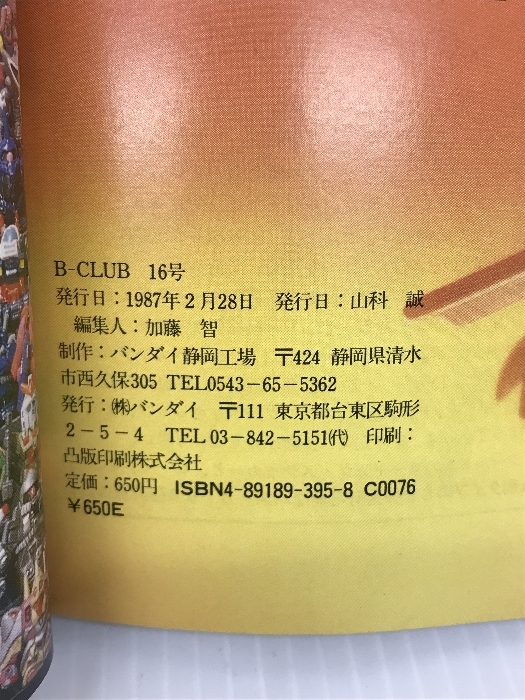 B-CLUB 16号
発行日：1987年2月28日 発行日：山科 誠
編集人：加藤 智
制作：バンダイ静岡工場 〒424 静岡県清水
市西久保305 TEL0543−65−5362
発行：㈱バンダイ 〒111 東京都台東区駒形
2−5−4 TEL 03−842−5151㈹ 印刷：
凸版印刷株式会社
定価：650円 ISBN4-89189-395-8 C0076
￥650E